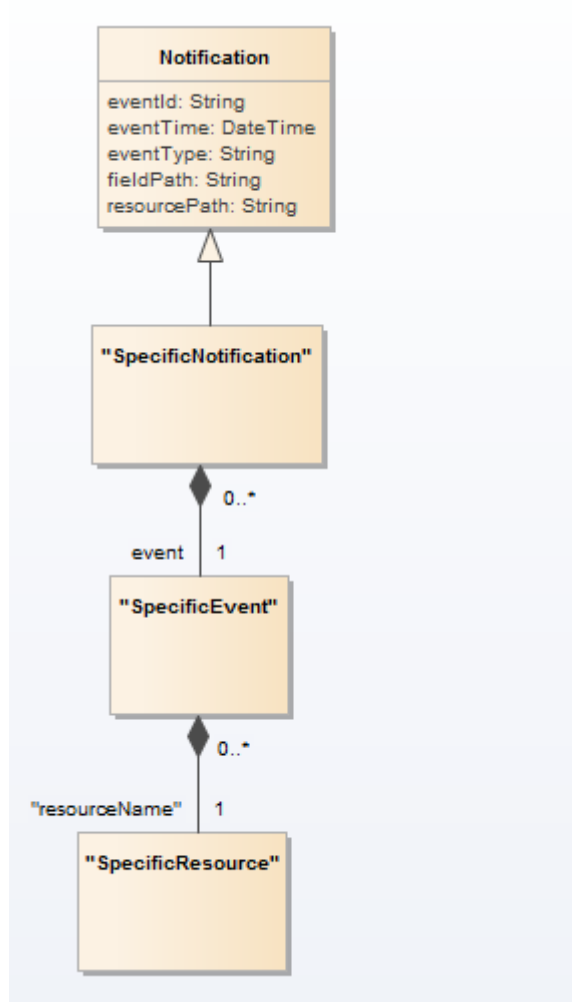 Notification
eventId: String
eventTime: DateTime
eventType: String
fieldPath: String
resourcePath: String
"SpecificNotification"
0..*
event 1
"SpecificEvent"
0..*
"resourceName" 1
"SpecificResource"